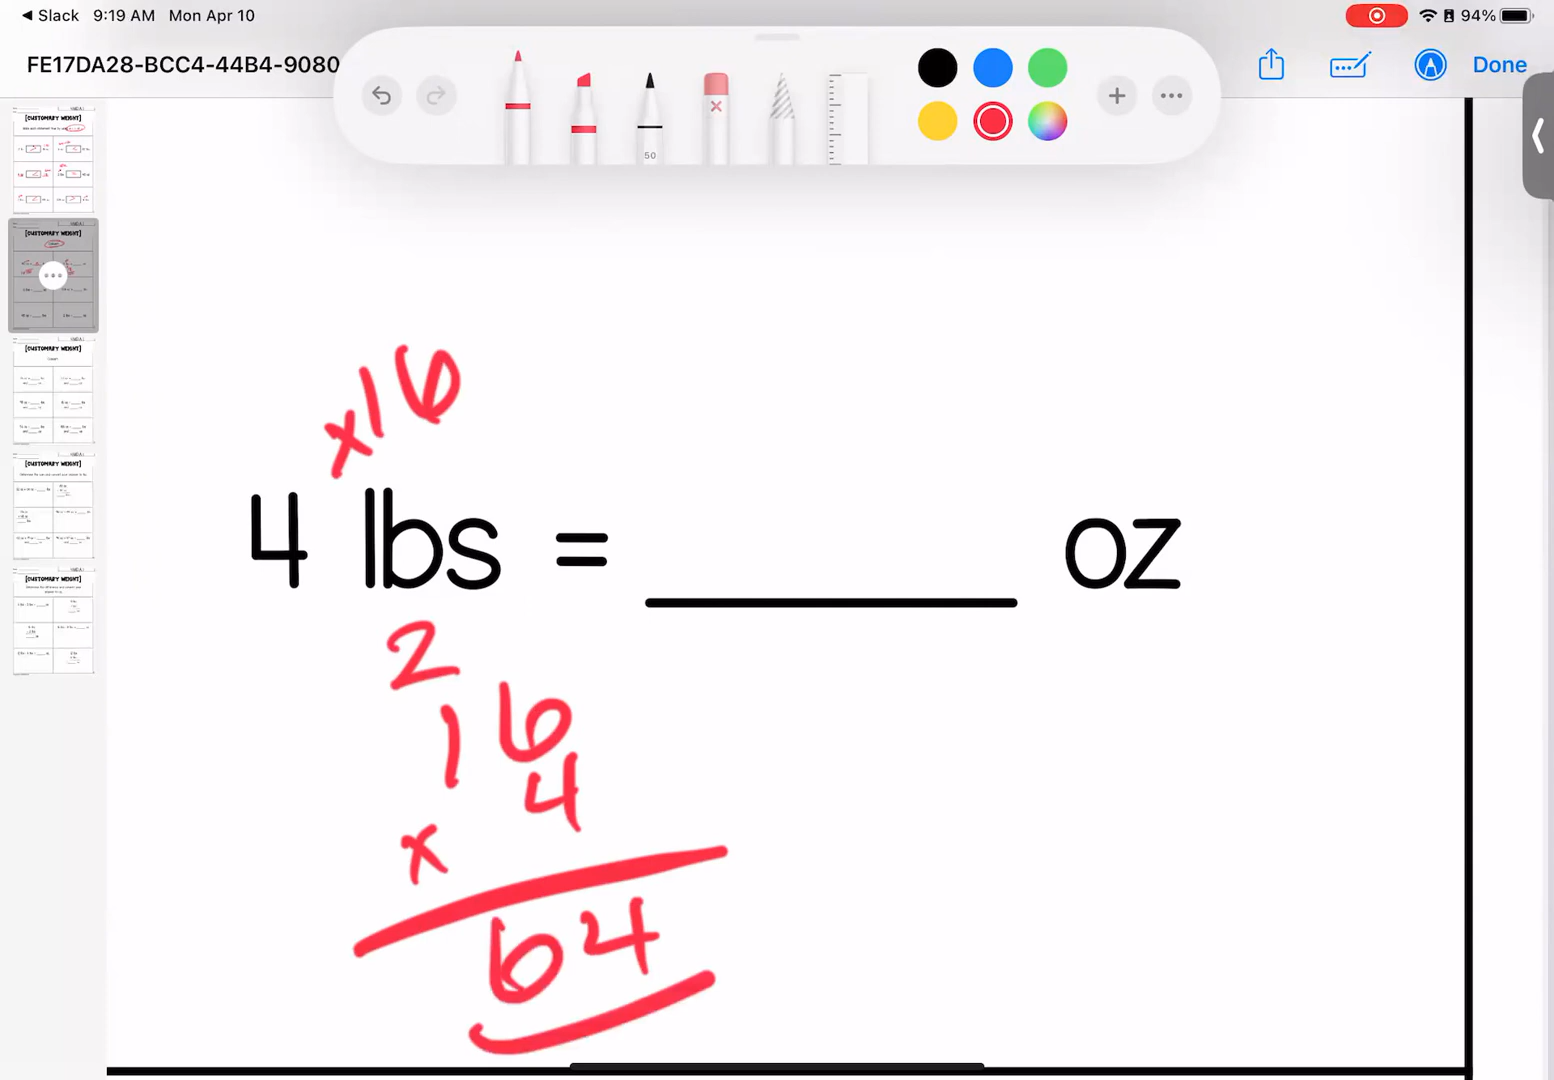 Slack 9:19 AM Mon Apr 10 94%
FE17DA28-BCC4-44B4-9080
Done
50
[CUSTOMARY WEIGHT]
[CUSTOMARY WEIGHT]
[CUSTOMARY WEIGHT]
[CUSTOMARY WEIGHT]
[CUSTOMARY WEIGHT]
x16
4 lbs = ________ oz
2
16
x 4
64